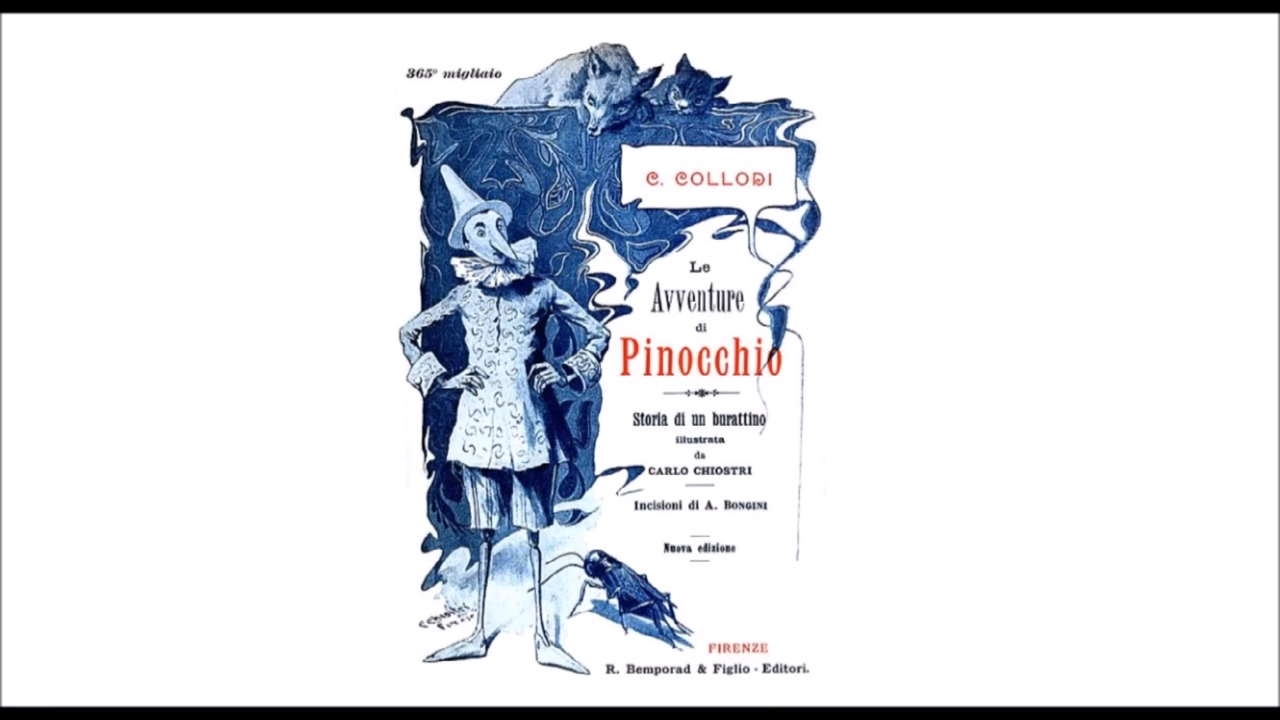 365º migliaio
C. COLLODI
Le
Avventure
di
Pinocchio
Storia di un burattino
illustrata
da
CARLO CHIOSTRI
Incisioni di A. BONGINI
Nuova edizione
FIRENZE
R. Bemporad & Figlio - Editori.